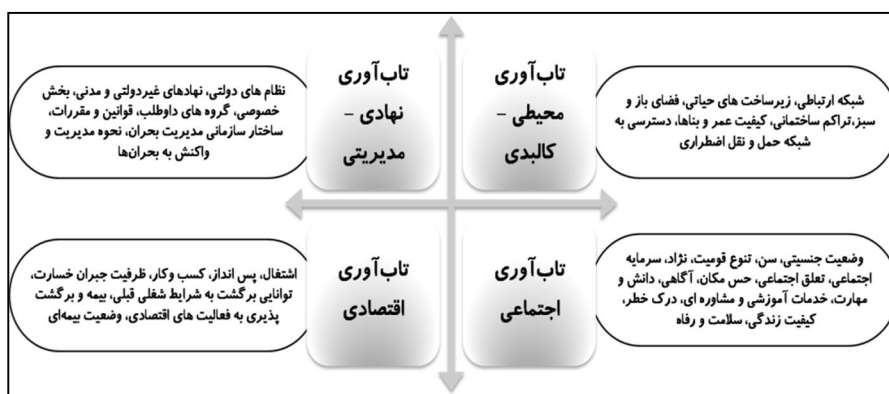 تاب‌آوری
محیطی –
کالبدی
شبکه ارتباطی، زیرساخت های حیاتی، فضای باز و
سبز،تراکم ساختمانی، کیفیت عمر و بناها، دسترسی به
شبکه حمل و نقل اضطراری
تاب‌آوری
نهادی –
مدیریتی
نظام های دولتی، نهادهای غیردولتی و مدنی، بخش
خصوصی، گروه های داوطلب، قوانین و مقررات،
ساختار سازمانی مدیریت بحران، نحوه مدیریت و
واکنش به بحران‌ها
تاب‌آوری
اجتماعی
وضعیت جنسیتی، سن، تنوع قومیت، نژاد، سرمایه
اجتماعی، تعلق اجتماعی، حس مکان، آگاهی، دانش و
مهارت، خدمات آموزشی و مشاوره ای، درک خطر،
کیفیت زندگی، سلامت و رفاه
تاب‌آوری
اقتصادی
اشتغال، پس انداز، کسب وکار، ظرفیت جبران خسارت،
توانایی برگشت به شرایط شغلی قبلی، بیمه و برگشت
پذیری به فعالیت های اقتصادی، وضعیت بیمه‌ای